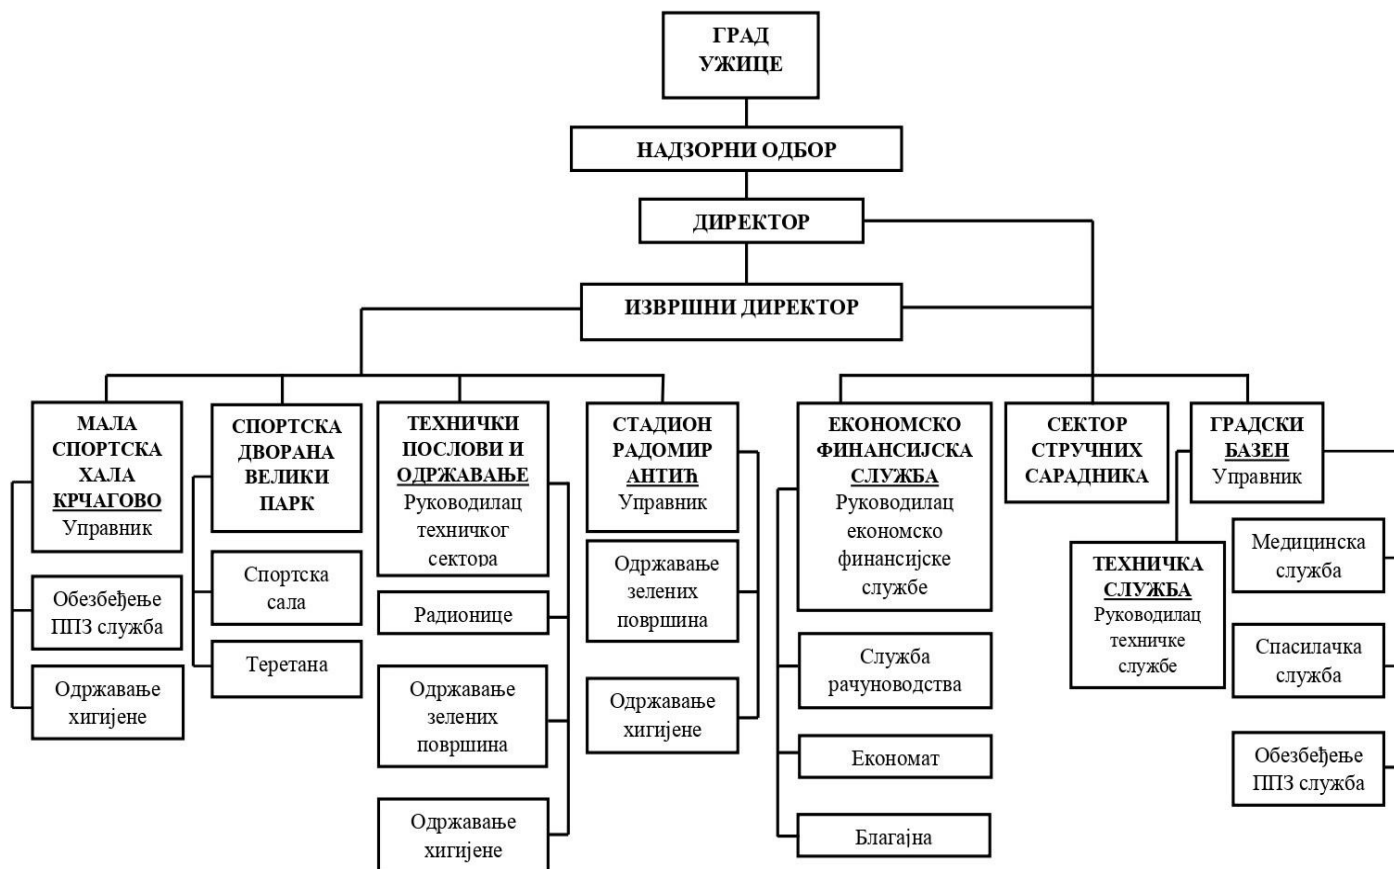 ГРАД
УЖИЦЕ
НАДЗОРНИ ОДБОР
ДИРЕКТОР
ИЗВРШНИ ДИРЕКТОР
МАЛА
СПОРТСКА
ХАЛА
КРЧАГОВО
Управник
Обезбеђење
ППЗ служба
Одржавање
хигијене
СПОРТСКА
ДВОРАНА
ВЕЛИКИ
ПАРК
Спортска
сала
Теретана
ТЕХНИЧКИ
ПОСЛОВИ И
ОДРЖАВАЊЕ
Руководилац
техничког
сектора
Радионице
Одржавање
зелених
површина
Одржавање
хигијене
СТАДИОН
РАДОМИР
АНТИЋ
Управник
Одржавање
зелених
површина
Одржавање
хигијене
ЕКОНОМСКО
ФИНАНСИЈСКА
СЛУЖБА
Руководилац
економско
финансијске
службе
Служба
рачуноводства
Економат
Благајна
СЕКТОР
СТРУЧНИХ
САРАДНИКА
ГРАДСКИ
БАЗЕН
Управник
ТЕХНИЧКА
СЛУЖБА
Руководилац
техничке
службе
Медицинска
служба
Спасилачка
служба
Обезбеђење
ППЗ служба